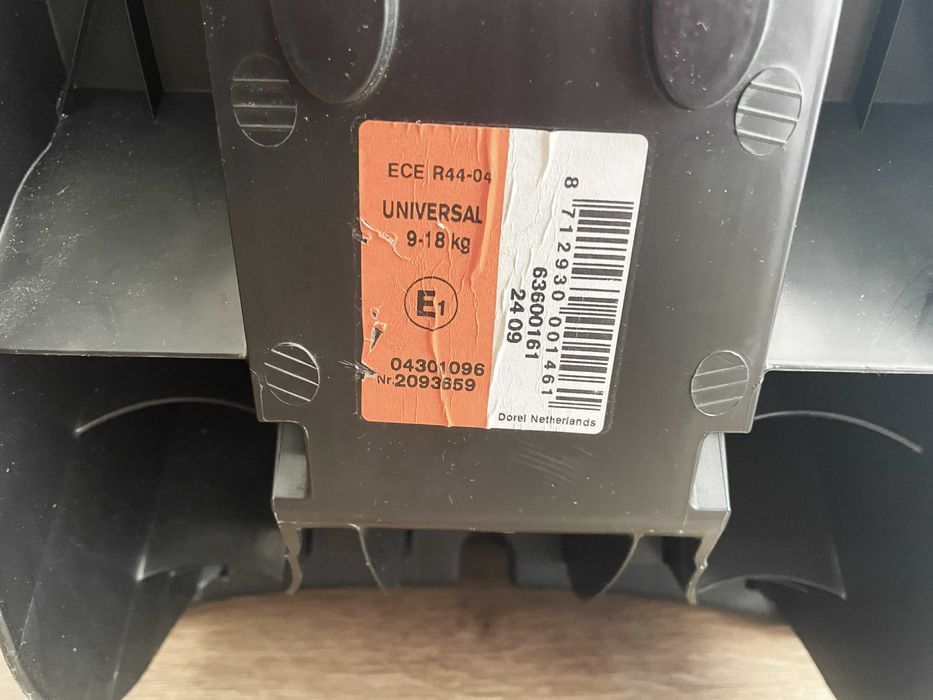 ECE R44-04
UNIVERSAL
9-18 kg
E1
04301096
Nr.2093659
8 712930 001461
63600161
24 09
Dorel Netherlands